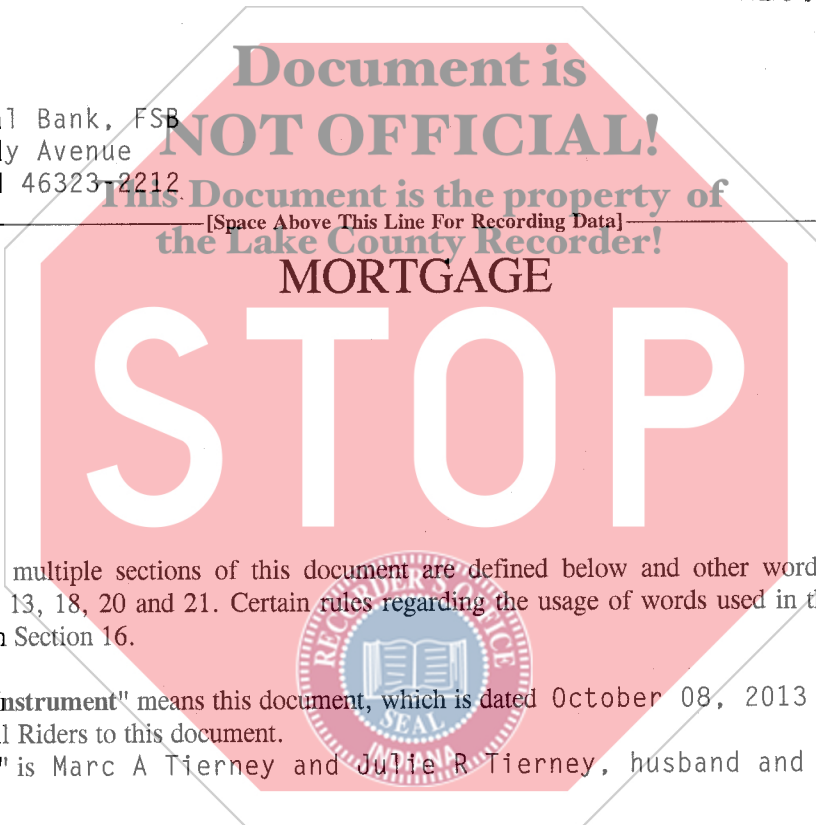 Document is
al Bank, FSB
NOT OFFICIAL!
ly Avenue
46323-2212
This Document is the property of
[Space Above This Line For Recording Data]
the Lake County Recorder!
MORTGAGE
STOP
multiple sections of this document are defined below and other word
13, 18, 20 and 21. Certain rules regarding the usage of words used in th
n Section 16.
nstrument" means this document, which is dated October 08, 2013
l Riders to this document.
" is Marc A Tierney and Julie R Tierney, husband and
RECORDER'S OFFICE
SEAL
INDIANA